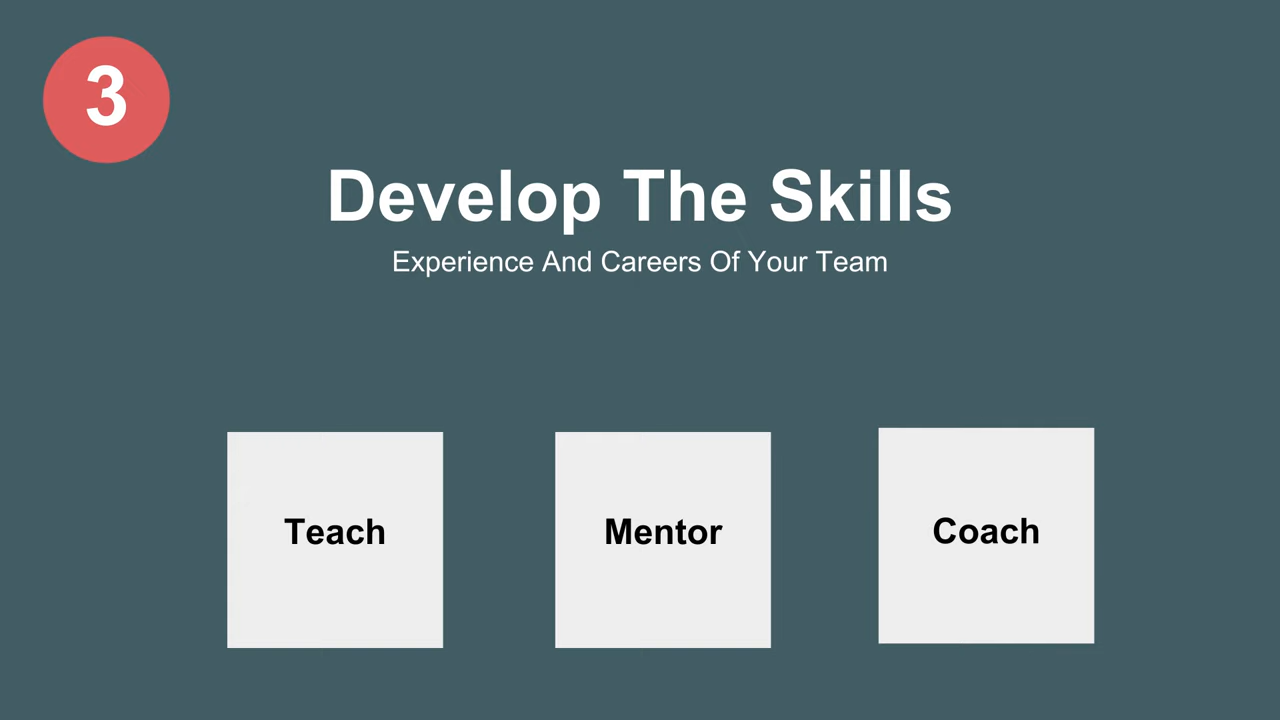 3
Develop The Skills
Experience And Careers Of Your Team
Teach
Mentor
Coach